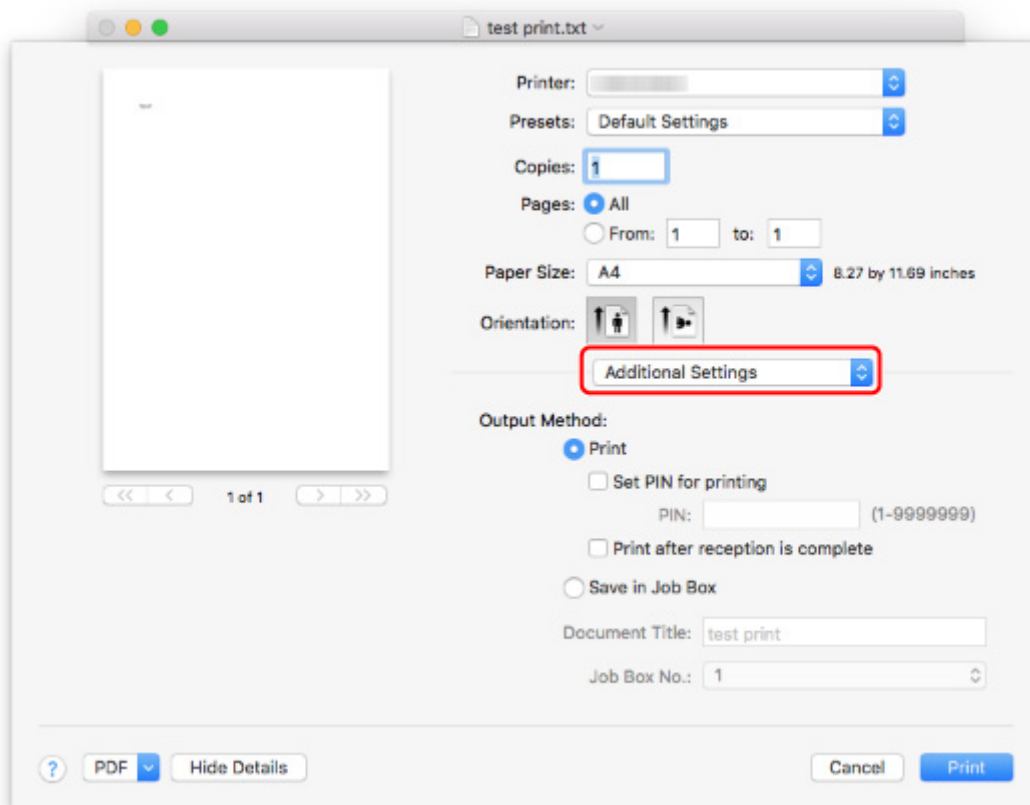 test print.txt
Printer:
Presets: Default Settings
Copies: 1
Pages: All
From: 1 to: 1
Paper Size: A4 8.27 by 11.69 inches
Orientation:
Additional Settings
Output Method:
Print
Set PIN for printing
PIN: (1-9999999)
Print after reception is complete
Save in Job Box
Document Title: test print
Job Box No.: 1
<< < 1 of 1 > >>
? PDF Hide Details Cancel Print